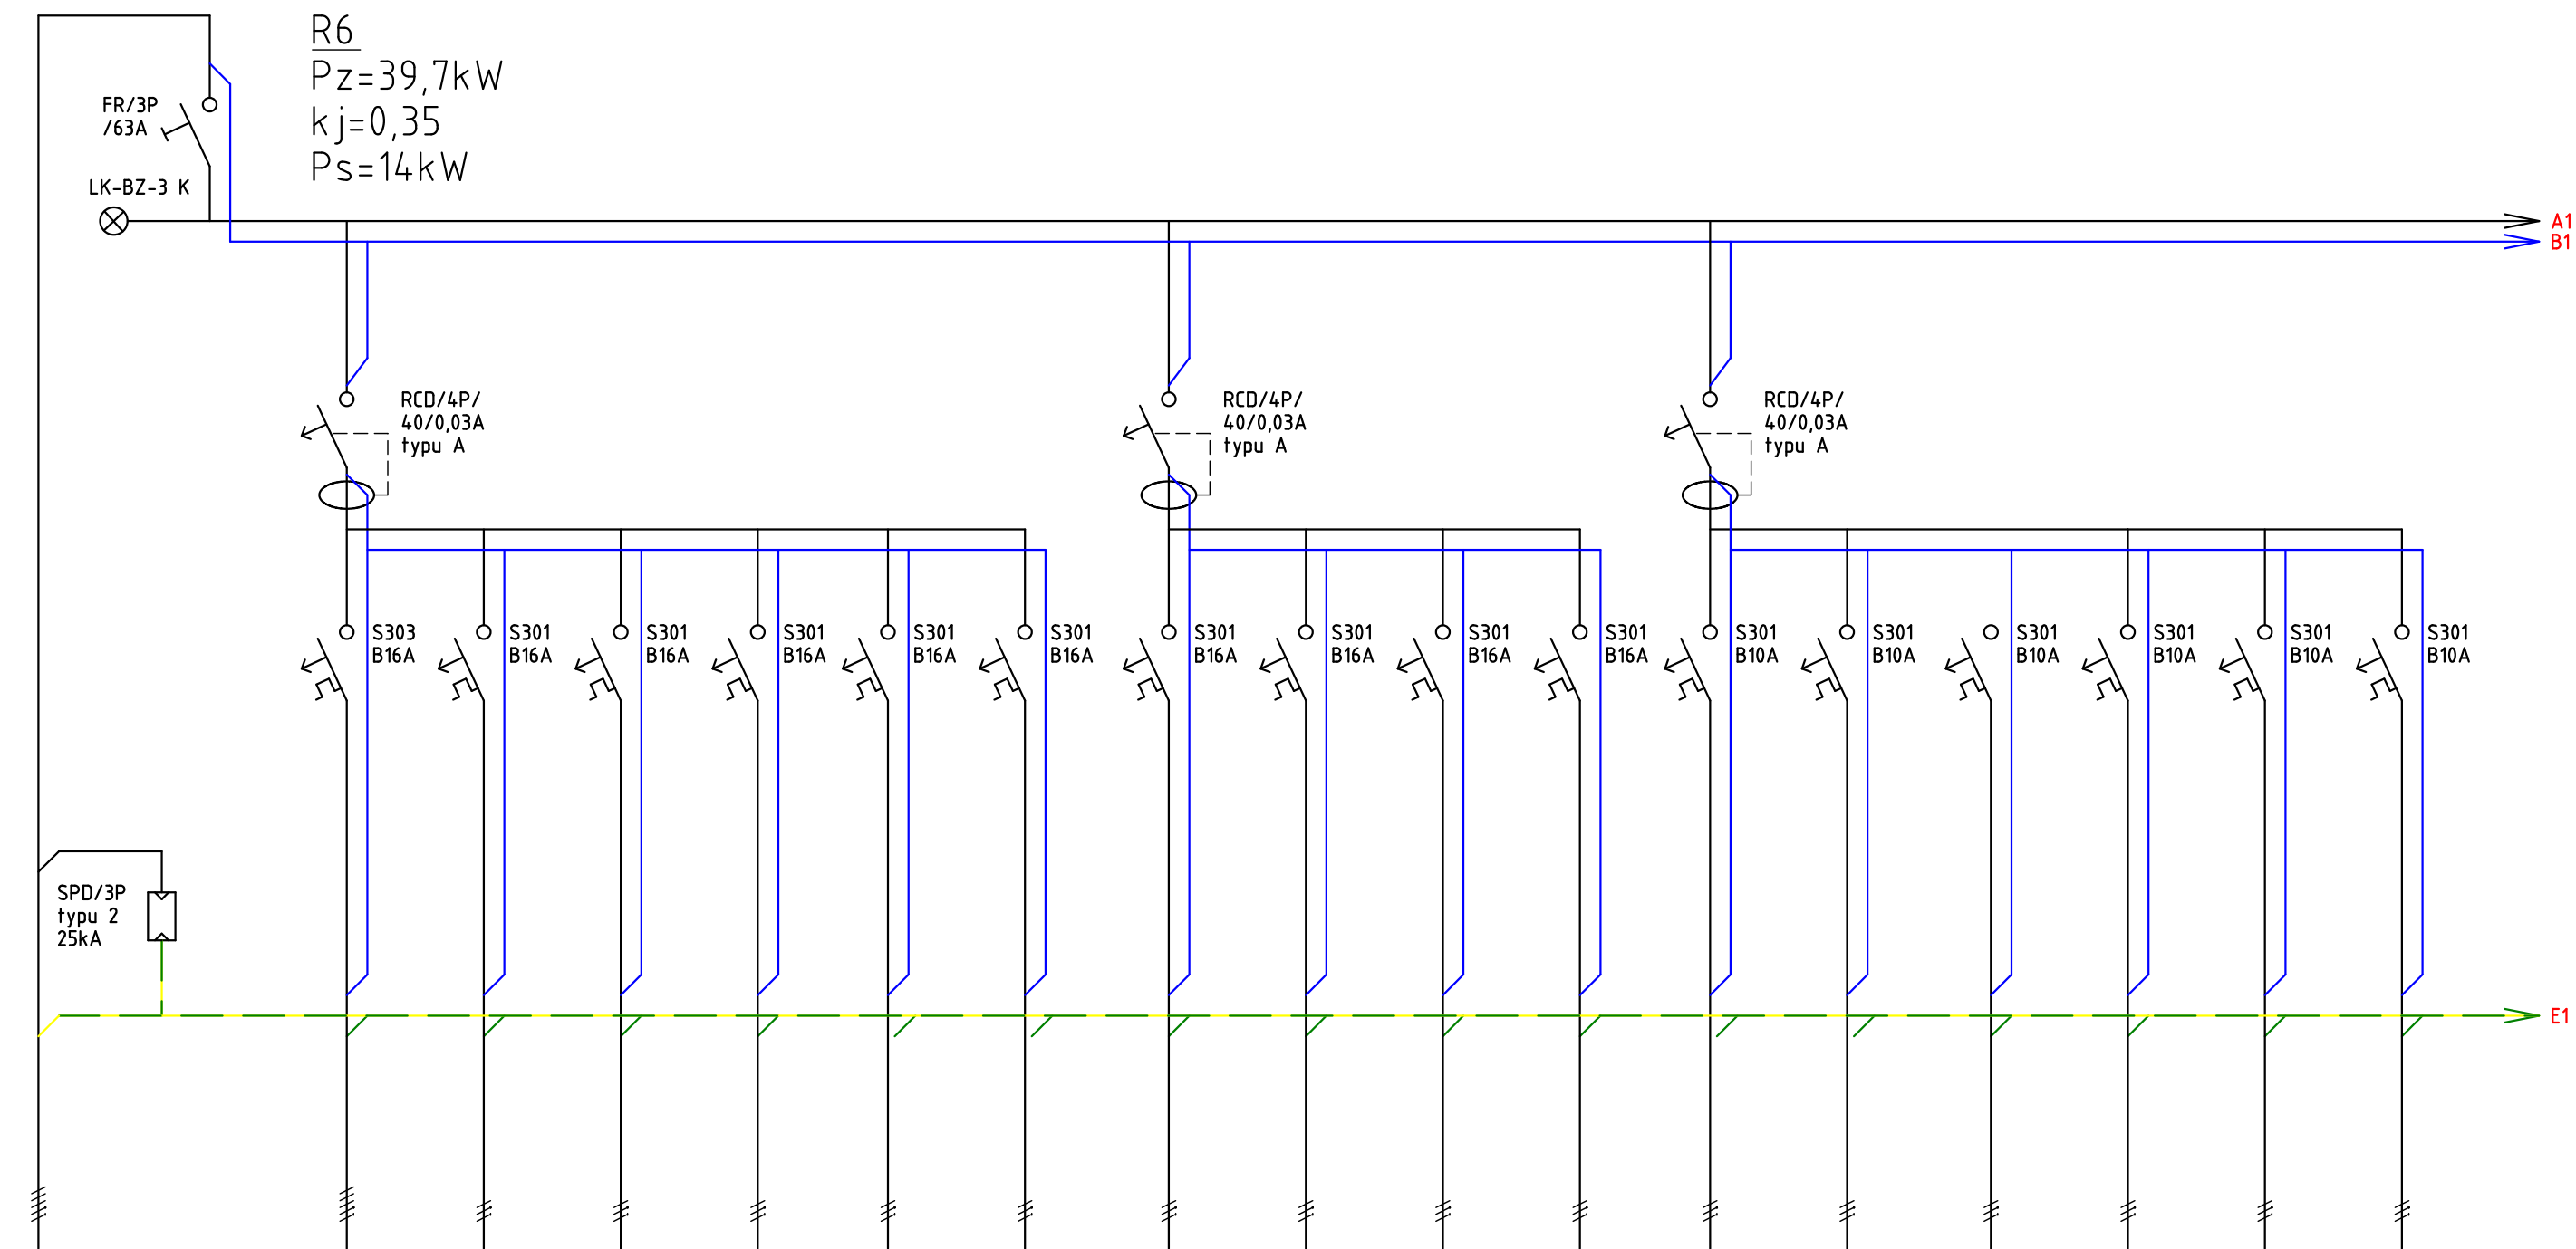 R6
Pz=39,7kW
kj=0,35
Ps=14kW
FR/3P
/63A
LK-BZ-3 K
A1
B1
RCD/4P/
40/0,03A
typu A
RCD/4P/
40/0,03A
typu A
RCD/4P/
40/0,03A
typu A
S303
B16A
S301
B16A
S301
B16A
S301
B16A
S301
B16A
S301
B16A
S301
B16A
S301
B16A
S301
B16A
S301
B16A
S301
B10A
S301
B10A
S301
B10A
S301
B10A
S301
B10A
S301
B10A
SPD/3P
typu 2
25kA
E1